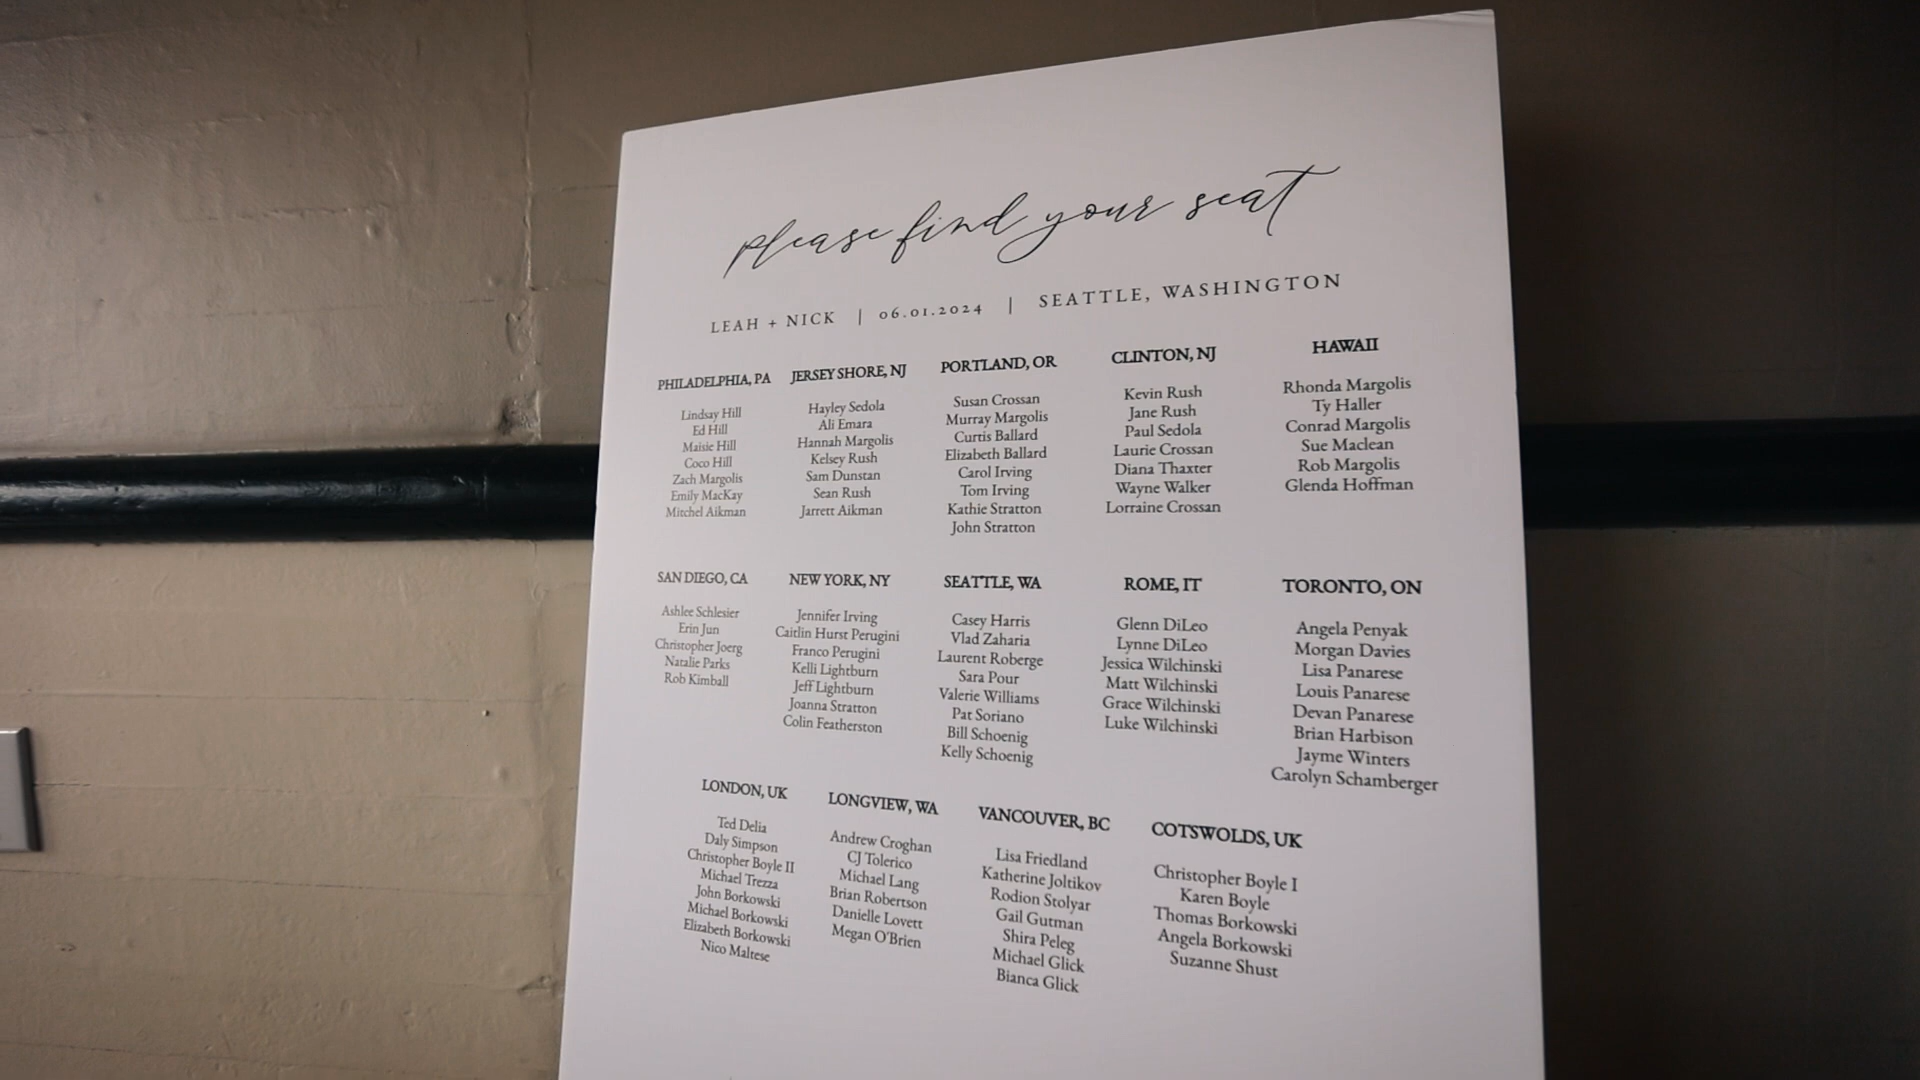 please find your seat
LEAH + NICK | 06.01.2024 | SEATTLE, WASHINGTON
PHILADELPHIA, PA
Lindsay Hill
Ed Hill
Maisie Hill
Coco Hill
Zach Margolis
Emily MacKay
Mitchel Aikman
JERSEY SHORE, NJ
Hayley Sedola
Ali Emara
Hannah Margolis
Kelsey Rush
Sam Dunstan
Sean Rush
Jarrett Aikman
PORTLAND, OR
Susan Crossan
Murray Margolis
Curtis Ballard
Elizabeth Ballard
Carol Irving
Tom Irving
Kathie Stratton
John Stratton
CLINTON, NJ
Kevin Rush
Jane Rush
Paul Sedola
Laurie Crossan
Diana Thaxter
Wayne Walker
Lorraine Crossan
HAWAII
Rhonda Margolis
Ty Haller
Conrad Margolis
Sue Maclean
Rob Margolis
Glenda Hoffman
SAN DIEGO, CA
Ashlee Schlesier
Erin Jun
Christopher Joerg
Natalie Parks
Rob Kimball
NEW YORK, NY
Jennifer Irving
Caitlin Hurst Perugini
Franco Perugini
Kelli Lightburn
Jeff Lightburn
Joanna Stratton
Colin Featherston
SEATTLE, WA
Casey Harris
Vlad Zaharia
Laurent Roberge
Sara Pour
Valerie Williams
Pat Soriano
Bill Schoenig
Kelly Schoenig
ROME, IT
Glenn DiLeo
Lynne DiLeo
Jessica Wilchinski
Matt Wilchinski
Grace Wilchinski
Luke Wilchinski
TORONTO, ON
Angela Penyak
Morgan Davies
Lisa Panarese
Louis Panarese
Devan Panarese
Brian Harbison
Jayme Winters
Carolyn Schamberger
LONDON, UK
Ted Delia
Daly Simpson
Christopher Boyle II
Michael Trezza
John Borkowski
Michael Borkowski
Elizabeth Borkowski
Nico Maltese
LONGVIEW, WA
Andrew Croghan
CJ Tolerico
Michael Lang
Brian Robertson
Danielle Lovett
Megan O'Brien
VANCOUVER, BC
Lisa Friedland
Katherine Joltikov
Rodion Stolyar
Gail Gutman
Shira Peleg
Michael Glick
Bianca Glick
COTSWOLDS, UK
Christopher Boyle I
Karen Boyle
Thomas Borkowski
Angela Borkowski
Suzanne Shust